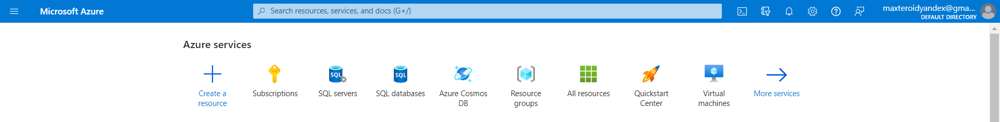 Microsoft Azure
Search resources, services, and docs (G+/)
maxteroidyandex@gma...
DEFAULT DIRECTORY
Azure services
Create a
resource
Subscriptions
SQL
SQL servers
SQL
SQL databases
Azure Cosmos
DB
Resource
groups
All resources
Quickstart
Center
Virtual
machines
More services